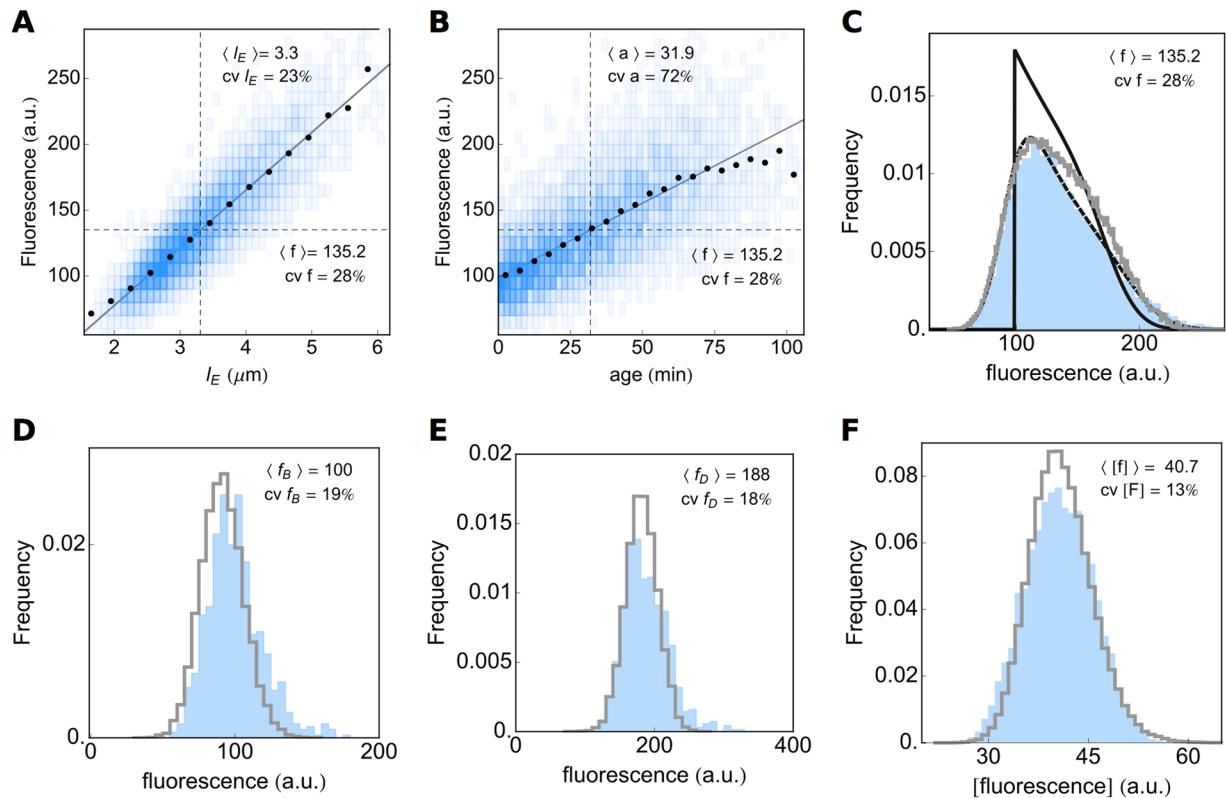 A
Fluorescence (a.u.)
250
200
150
100
⟨ l_E ⟩= 3.3
cv l_E = 23%
⟨ f ⟩ = 135.2
cv f = 28%
2 3 4 5 6
l_E (μm)
B
Fluorescence (a.u.)
250
200
150
100
⟨ a ⟩ = 31.9
cv a = 72%
⟨ f ⟩ = 135.2
cv f = 28%
0 25 50 75 100
age (min)
C
Frequency
0.015
0.010
0.005
0.
⟨ f ⟩ = 135.2
cv f = 28%
100 200
fluorescence (a.u.)
D
Frequency
0.02
0.
⟨ f_B ⟩ = 100
cv f_B = 19%
0 100 200
fluorescence (a.u.)
E
Frequency
0.02
0.015
0.01
0.005
0.
⟨ f_D ⟩ = 188
cv f_D = 18%
0 200 400
fluorescence (a.u.)
F
Frequency
0.08
0.06
0.04
0.02
0.
⟨ [f] ⟩ = 40.7
cv [F] = 13%
30 45 60
[fluorescence] (a.u.)